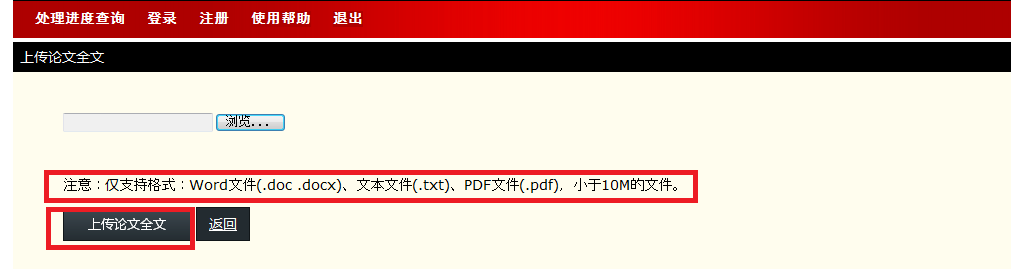 处理进度查询 登录 注册 使用帮助 退出
上传论文全文
浏览...
注意：仅支持格式：Word文件(.doc .docx)、文本文件(.txt)、PDF文件(.pdf)，小于10M的文件。
上传论文全文 返回